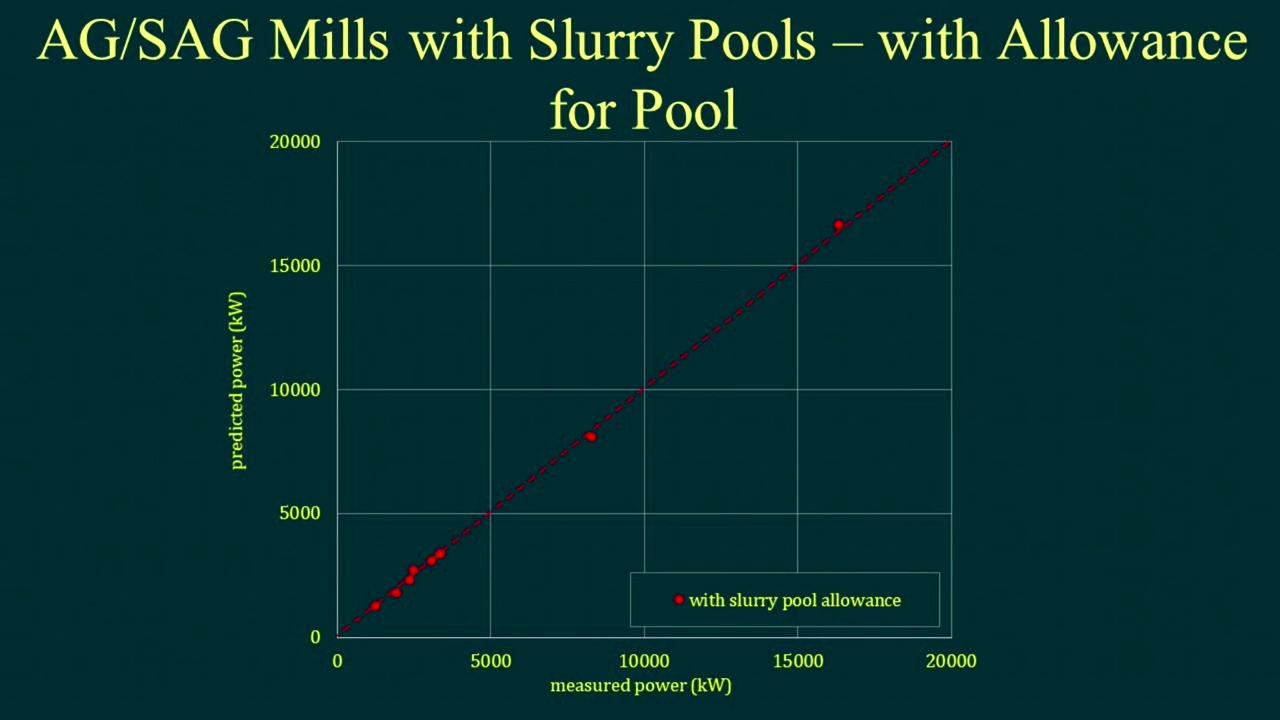 AG/SAG Mills with Slurry Pools – with Allowance
for Pool
20000
15000
10000
5000
0
predicted power (kW)
with slurry pool allowance
0 5000 10000 15000 20000
measured power (kW)